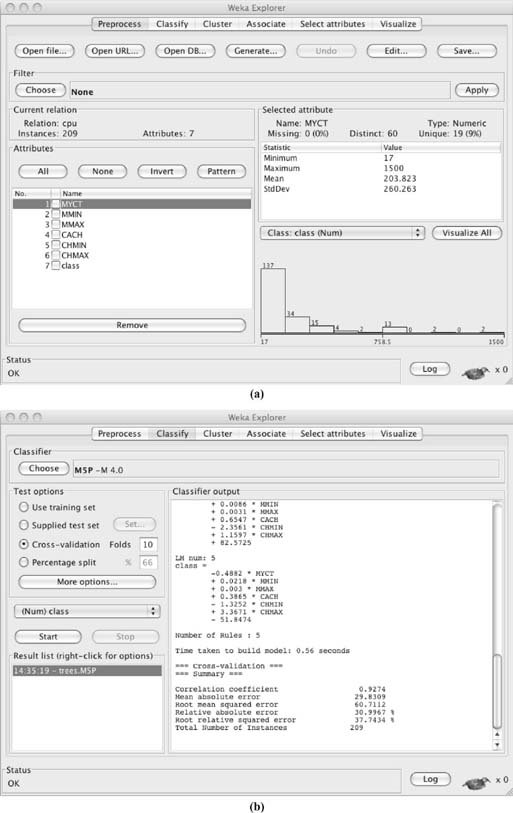 Weka Explorer
Preprocess Classify Cluster Associate Select attributes Visualize
Open file... Open URL... Open DB... Generate... Undo Edit... Save...
Filter
Choose None Apply
Current relation
Relation: cpu
Instances: 209 Attributes: 7
Attributes
All None Invert Pattern
No. Name
1 MYCT
2 MMIN
3 MMAX
4 CACH
5 CHMIN
6 CHMAX
7 class
Remove
Selected attribute
Name: MYCT Type: Numeric
Missing: 0 (0%) Distinct: 60 Unique: 19 (9%)
Statistic Value
Minimum 17
Maximum 1500
Mean 203.823
StdDev 260.263
Class: class (Num) Visualize All
137
34
15
4
2
13
0
2
0
2
17 758.5 1500
Status
OK
Log x 0
(a)
Weka Explorer
Preprocess Classify Cluster Associate Select attributes Visualize
Classifier
Choose M5P -M 4.0
Test options
Use training set
Supplied test set Set...
Cross-validation Folds 10
Percentage split % 66
More options...
(Num) class
Start Stop
Result list (right-click for options)
14:35:19 - trees.M5P
Classifier output
+ 0.0086 * MMIN
+ 0.0031 * MMAX
+ 0.6547 * CACH
- 2.3561 * CHMIN
+ 1.1597 * CHMAX
+ 82.5725
LM num: 5
class =
-0.4882 * MYCT
+ 0.0218 * MMIN
+ 0.003 * MMAX
+ 0.3865 * CACH
- 1.3252 * CHMIN
+ 3.3671 * CHMAX
- 51.8474
Number of Rules : 5
Time taken to build model: 0.56 seconds
=== Cross-validation ===
=== Summary ===
Correlation coefficient 0.9274
Mean absolute error 29.8309
Root mean squared error 60.7112
Relative absolute error 30.9967 %
Root relative squared error 37.7434 %
Total Number of Instances 209
Status
OK
Log x 0
(b)